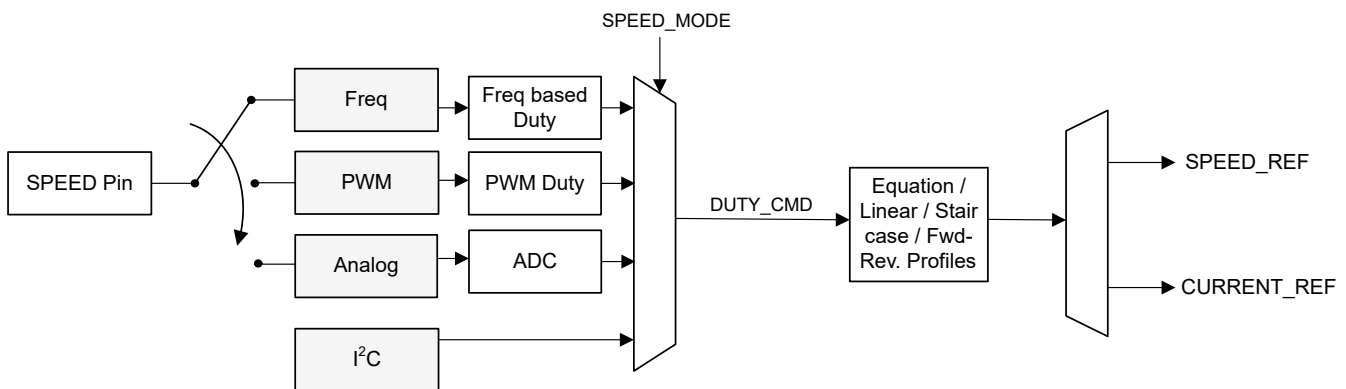 SPEED_MODE
Freq
Freq based
Duty
SPEED Pin
PWM
PWM Duty
DUTY_CMD
Equation /
Linear / Stair
case / Fwd-
Rev. Profiles
SPEED_REF
Analog
ADC
CURRENT_REF
I²C